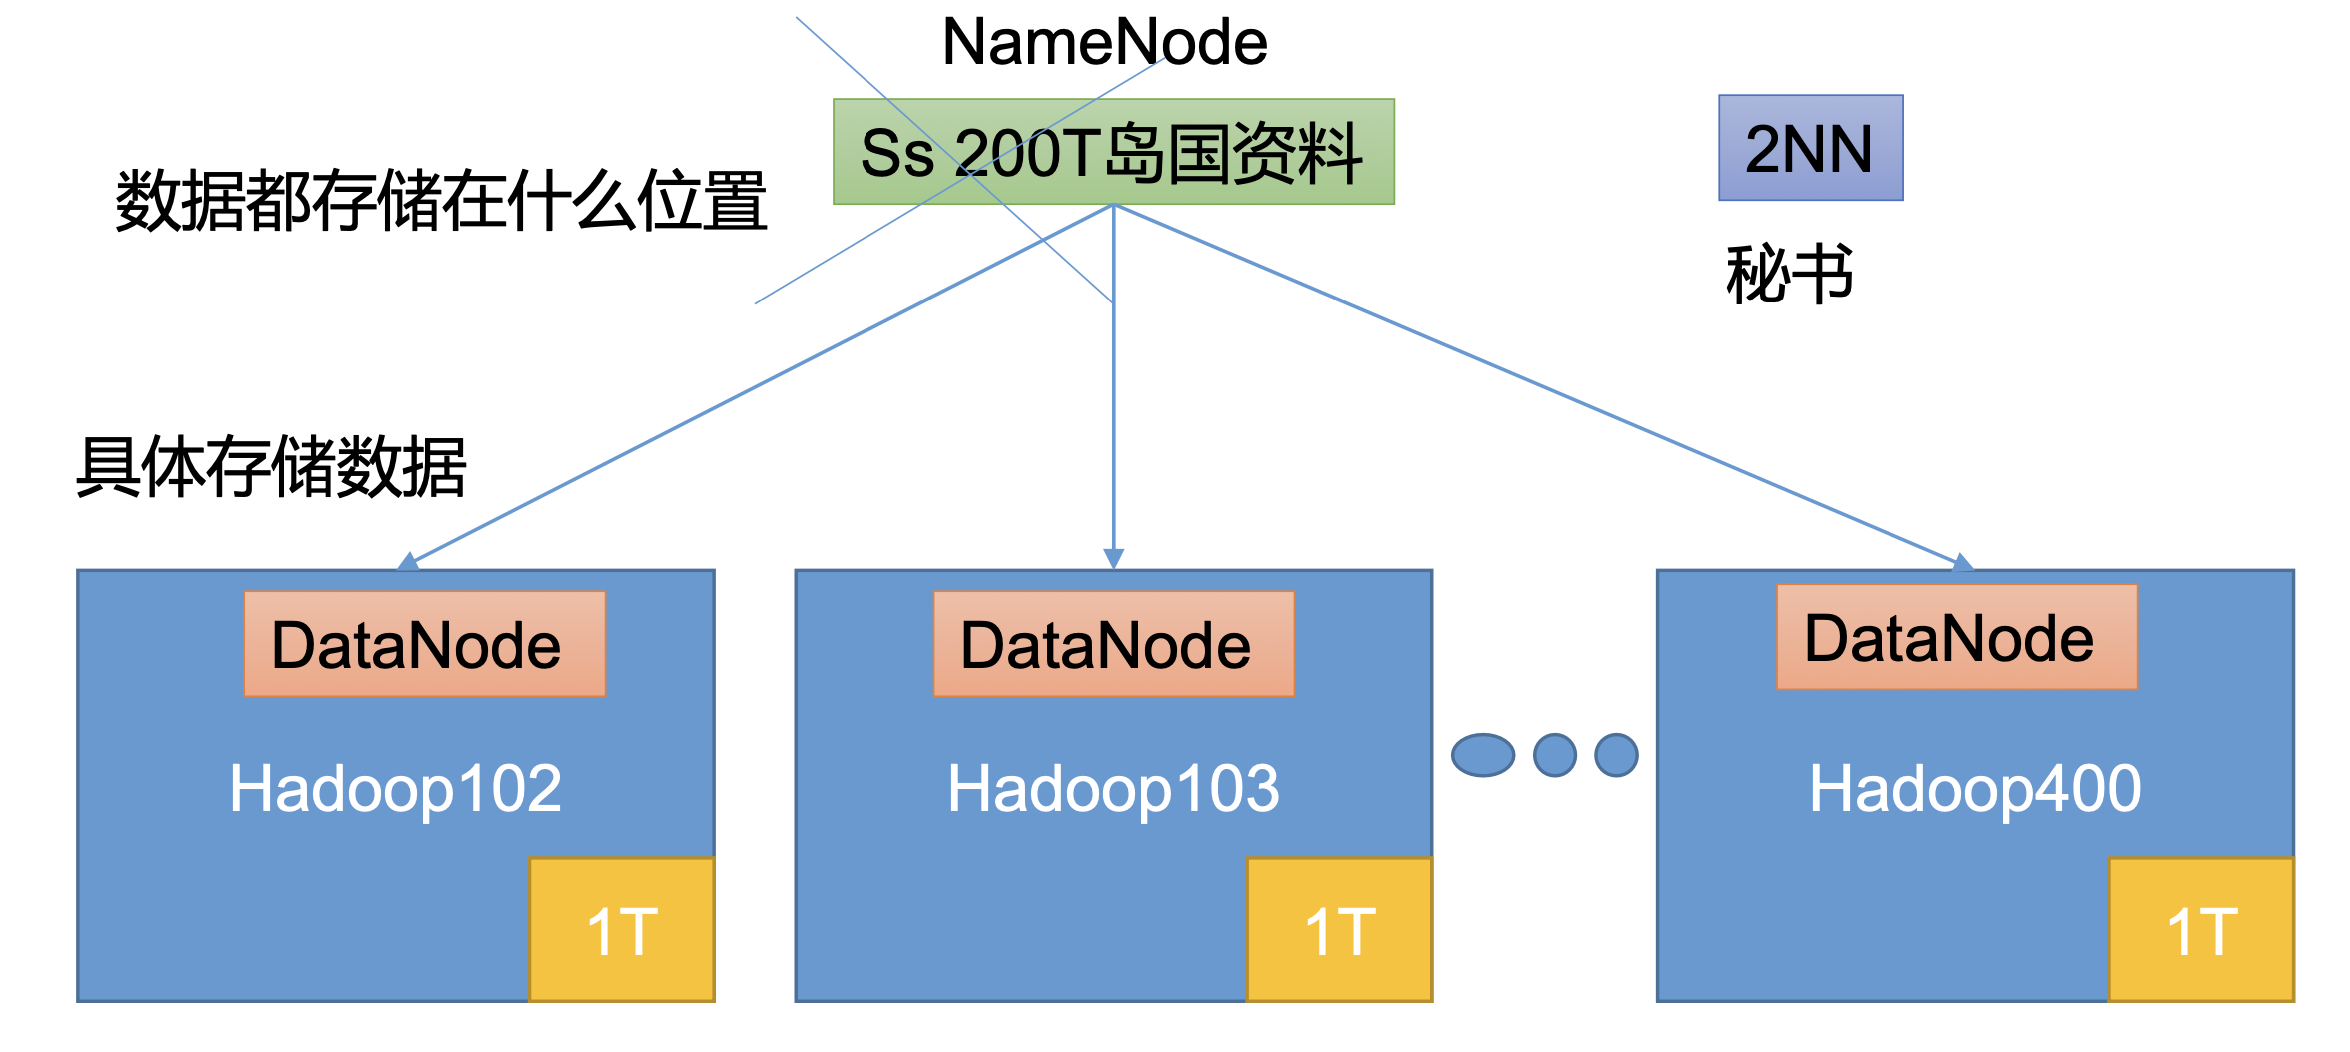 NameNode
Ss 200T岛国资料
2NN
数据都存储在什么位置
秘书
具体存储数据
DataNode
DataNode
DataNode
Hadoop102
Hadoop103
Hadoop400
1T
1T
1T